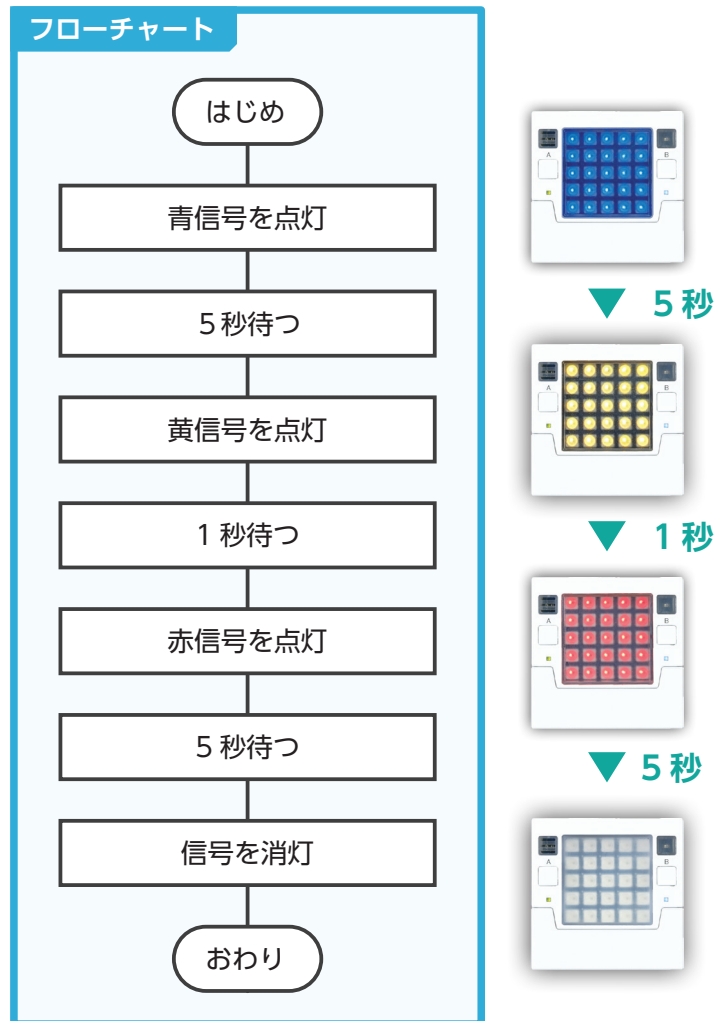 フローチャート
はじめ
青信号を点灯
5秒待つ
黄信号を点灯
1秒待つ
赤信号を点灯
5秒待つ
信号を消灯
おわり
A
B
▼ 5秒
A
B
▼ 1秒
A
B
▼ 5秒
A
B